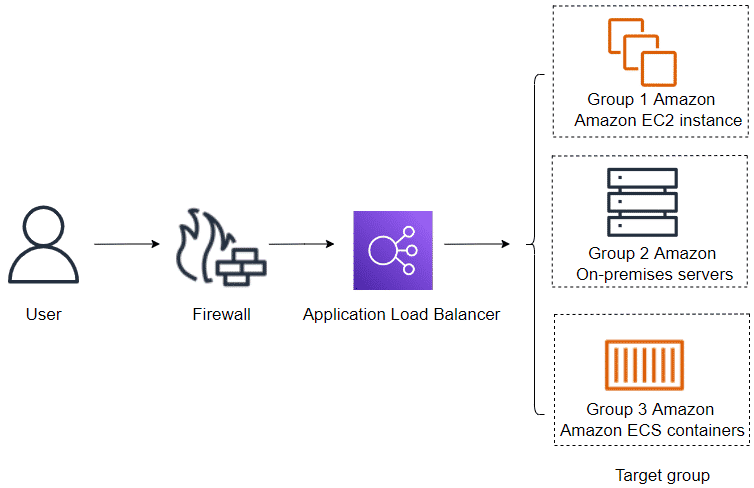 Group 1 Amazon
Amazon EC2 instance
Group 2 Amazon
On-premises servers
User
Firewall
Application Load Balancer
Group 3 Amazon
Amazon ECS containers
Target group